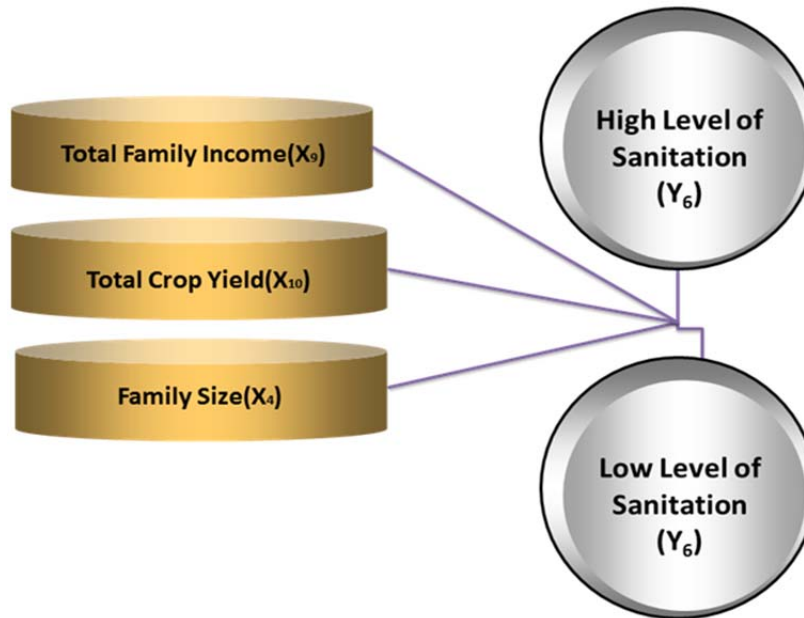 Total Family Income(X₉)
Total Crop Yield(X₁₀)
Family Size(X₄)
High Level of
Sanitation
(Y₆)
Low Level of
Sanitation
(Y₆)